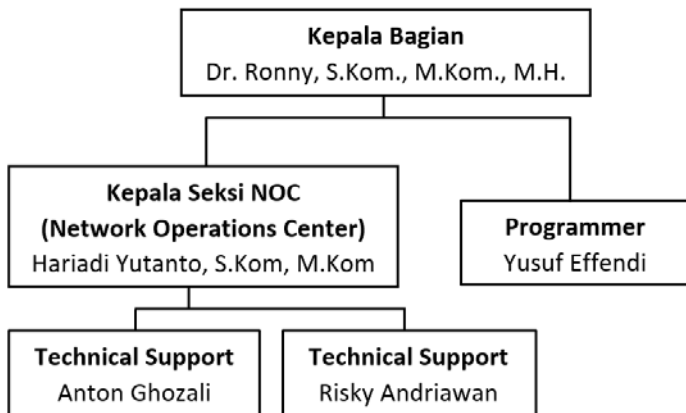 Kepala Bagian
Dr. Ronny, S.Kom., M.Kom., M.H.
Kepala Seksi NOC
(Network Operations Center)
Hariadi Yutanto, S.Kom, M.Kom
Programmer
Yusuf Effendi
Technical Support
Anton Ghozali
Technical Support
Risky Andriawan